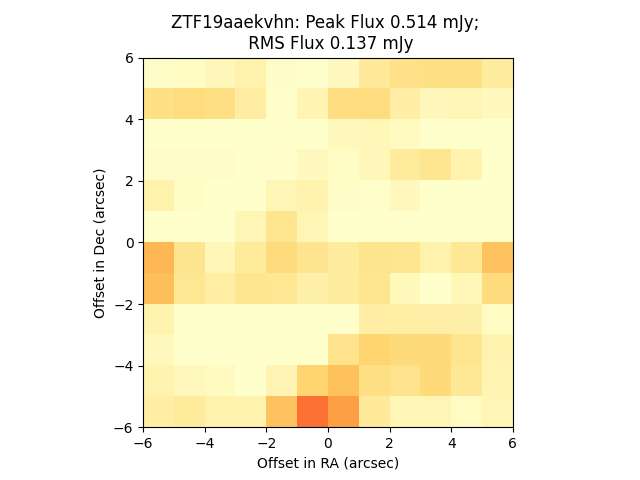 ZTF19aaekvhn: Peak Flux 0.514 mJy;
RMS Flux 0.137 mJy
6
4
2
0
−2
−4
−6
Offset in Dec (arcsec)
−6 −4 −2 0 2 4 6
Offset in RA (arcsec)